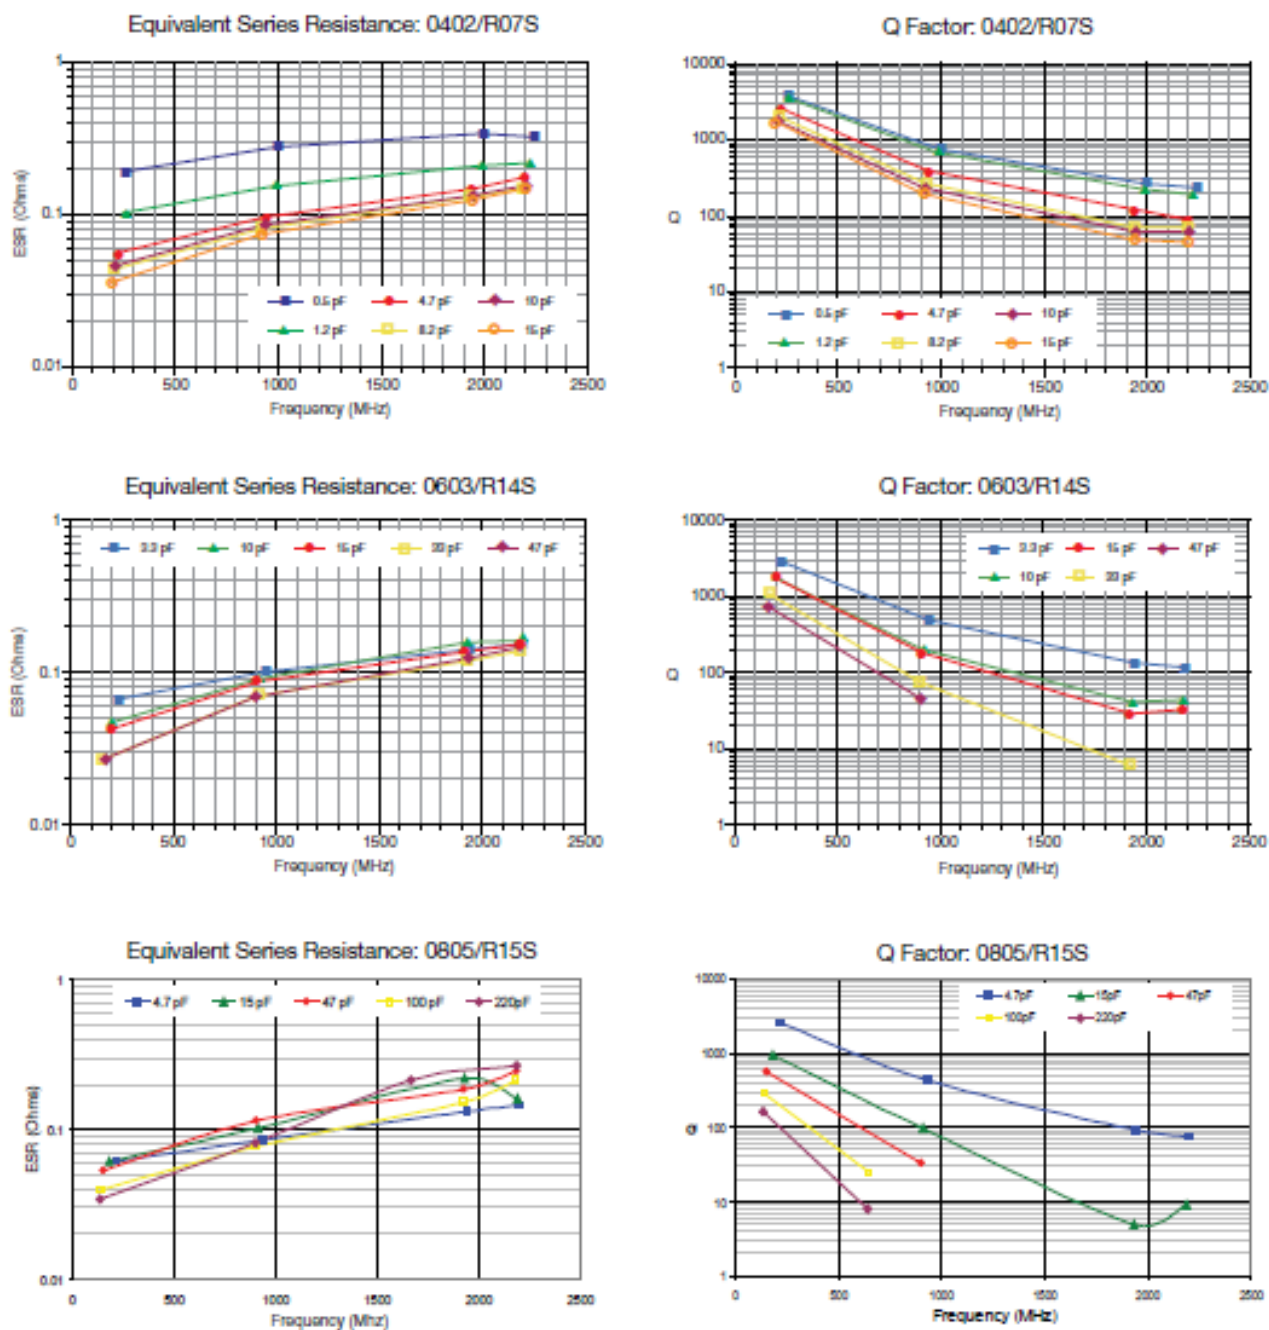 Equivalent Series Resistance: 0402/R07S
1
0.1
0.01
ESR (Ohms)
0.5 pF 4.7 pF 10 pF
1.2 pF 8.2 pF 15 pF
0 500 1000 1500 2000 2500
Frequency (MHz)
Q Factor: 0402/R07S
10000
1000
100
10
1
Q
0.5 pF 4.7 pF 10 pF
1.2 pF 8.2 pF 15 pF
0 500 1000 1500 2000 2500
Frequency (MHz)
Equivalent Series Resistance: 0603/R14S
1
0.1
0.01
ESR (Ohms)
3.3 pF 10 pF 15 pF 33 pF 47 pF
0 500 1000 1500 2000 2500
Frequency (MHz)
Q Factor: 0603/R14S
10000
1000
100
10
1
Q
3.3 pF 15 pF 47 pF
10 pF 33 pF
0 500 1000 1500 2000 2500
Frequency (MHz)
Equivalent Series Resistance: 0805/R15S
1
0.1
0.01
ESR (Ohms)
4.7 pF 15 pF 47 pF 100 pF 220pF
0 500 1000 1500 2000 2500
Frequency (Mhz)
Q Factor: 0805/R15S
10000
1000
100
10
1
Q
4.7pF 15pF 47pF
100pF 220pF
0 500 1000 1500 2000 2500
Frequency (MHz)